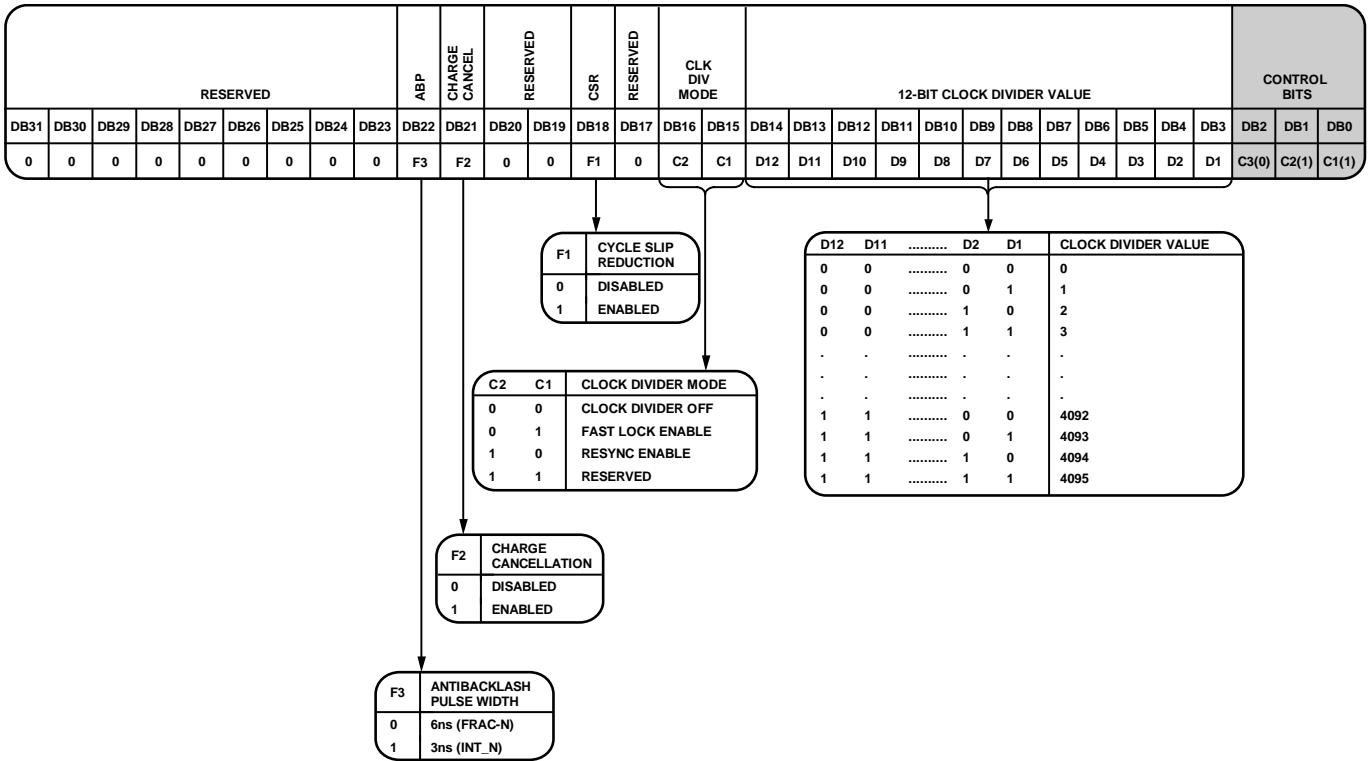 RESERVED
ABP
CHARGE CANCEL
RESERVED
CSR
RESERVED
CLK DIV MODE
12-BIT CLOCK DIVIDER VALUE
CONTROL BITS
DB31 DB30 DB29 DB28 DB27 DB26 DB25 DB24 DB23 DB22 DB21 DB20 DB19 DB18 DB17 DB16 DB15 DB14 DB13 DB12 DB11 DB10 DB9 DB8 DB7 DB6 DB5 DB4 DB3 DB2 DB1 DB0
0 0 0 0 0 0 0 0 0 F3 F2 0 0 F1 0 C2 C1 D12 D11 D10 D9 D8 D7 D6 D5 D4 D3 D2 D1 C3(0) C2(1) C1(1)
F1 CYCLE SLIP REDUCTION
0 DISABLED
1 ENABLED
D12 D11 .......... D2 D1 CLOCK DIVIDER VALUE
0 0 .......... 0 0 0
0 0 .......... 0 1 1
0 0 .......... 1 0 2
0 0 .......... 1 1 3
. . .......... . . .
. . .......... . . .
. . .......... . . .
1 1 .......... 0 0 4092
1 1 .......... 0 1 4093
1 1 .......... 1 0 4094
1 1 .......... 1 1 4095
C2 C1 CLOCK DIVIDER MODE
0 0 CLOCK DIVIDER OFF
0 1 FAST LOCK ENABLE
1 0 RESYNC ENABLE
1 1 RESERVED
F2 CHARGE CANCELLATION
0 DISABLED
1 ENABLED
F3 ANTIBACKLASH PULSE WIDTH
0 6ns (FRAC-N)
1 3ns (INT_N)